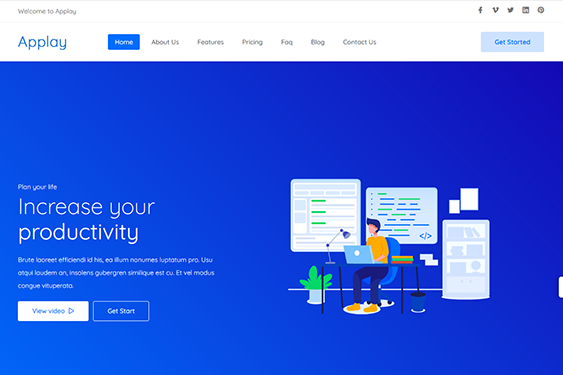 Welcome to Applay
Applay
Home About Us Features Pricing Faq Blog Contact Us
Get Started
Plan your life
Increase your
productivity
Brute laoreet efficiendi id his, ea illum nonumes luptatum pro. Usu
atqui laudem an, insolens gubergren similique est cu. Et vel modus
congue vituperata.
View video
Get Start